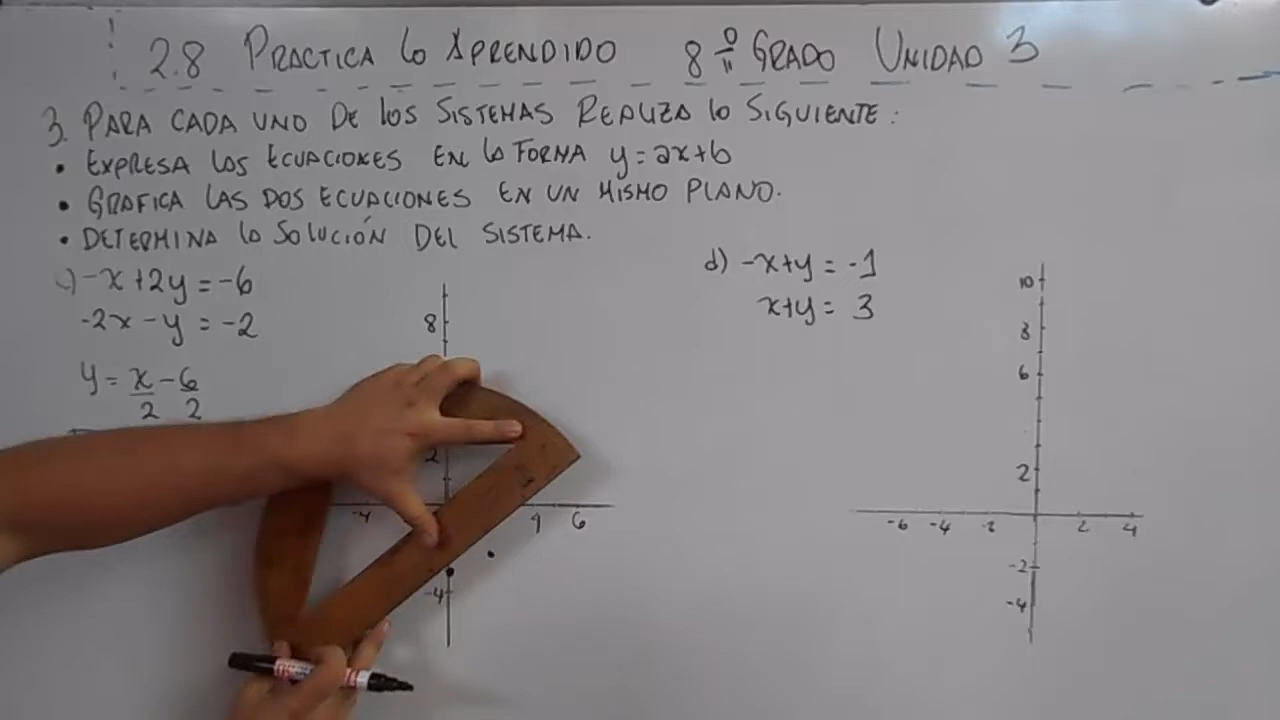 2.8 PRACTICA lo APRENDIDO 8º GRADO UNIDAD 3
3. PARA CADA UNO DE los SISTEMAS REALIZA lo SIGUIENTE:
• EXPRESA LAS ECUACIONES EN la FORMA y=ax+b
• GRAFICA LAS DOS ECUACIONES EN UN MISMO PLANO.
• DETERMINA la SOLUCIÓN DEL SISTEMA.
c) -x+2y=-6
-2x-y=-2
y=x/2-6/2
8
2
-4 4 6
-4
d) -x+y=-1
x+y=3
10
8
6
2
-6 -4 -2 2 4
-2
-4